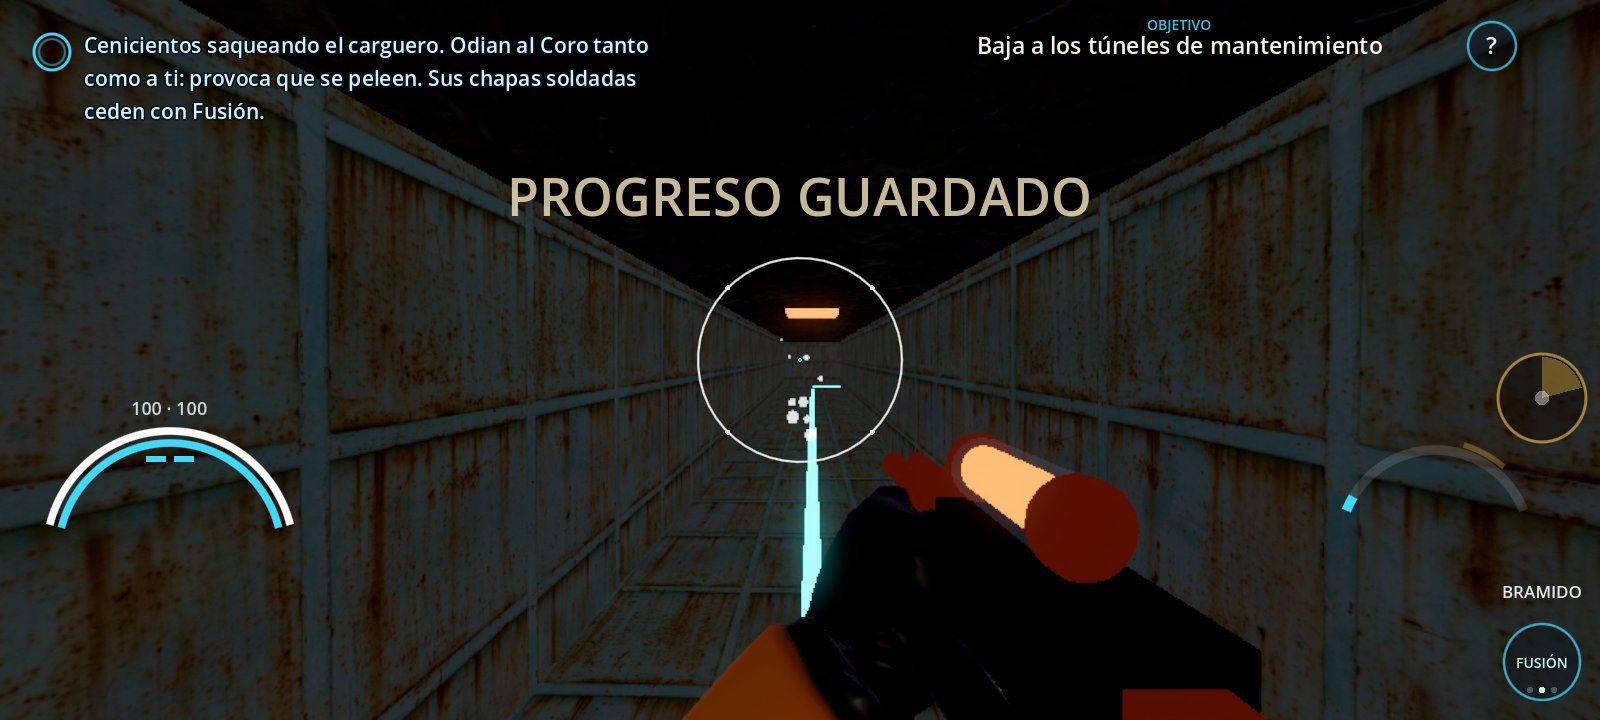 Cenicientos saqueando el carguero. Odian al Coro tanto
como a ti: provoca que se peleen. Sus chapas soldadas
ceden con Fusión.
OBJETIVO
Baja a los túneles de mantenimiento
?
PROGRESO GUARDADO
100 · 100
BRAMIDO
FUSIÓN